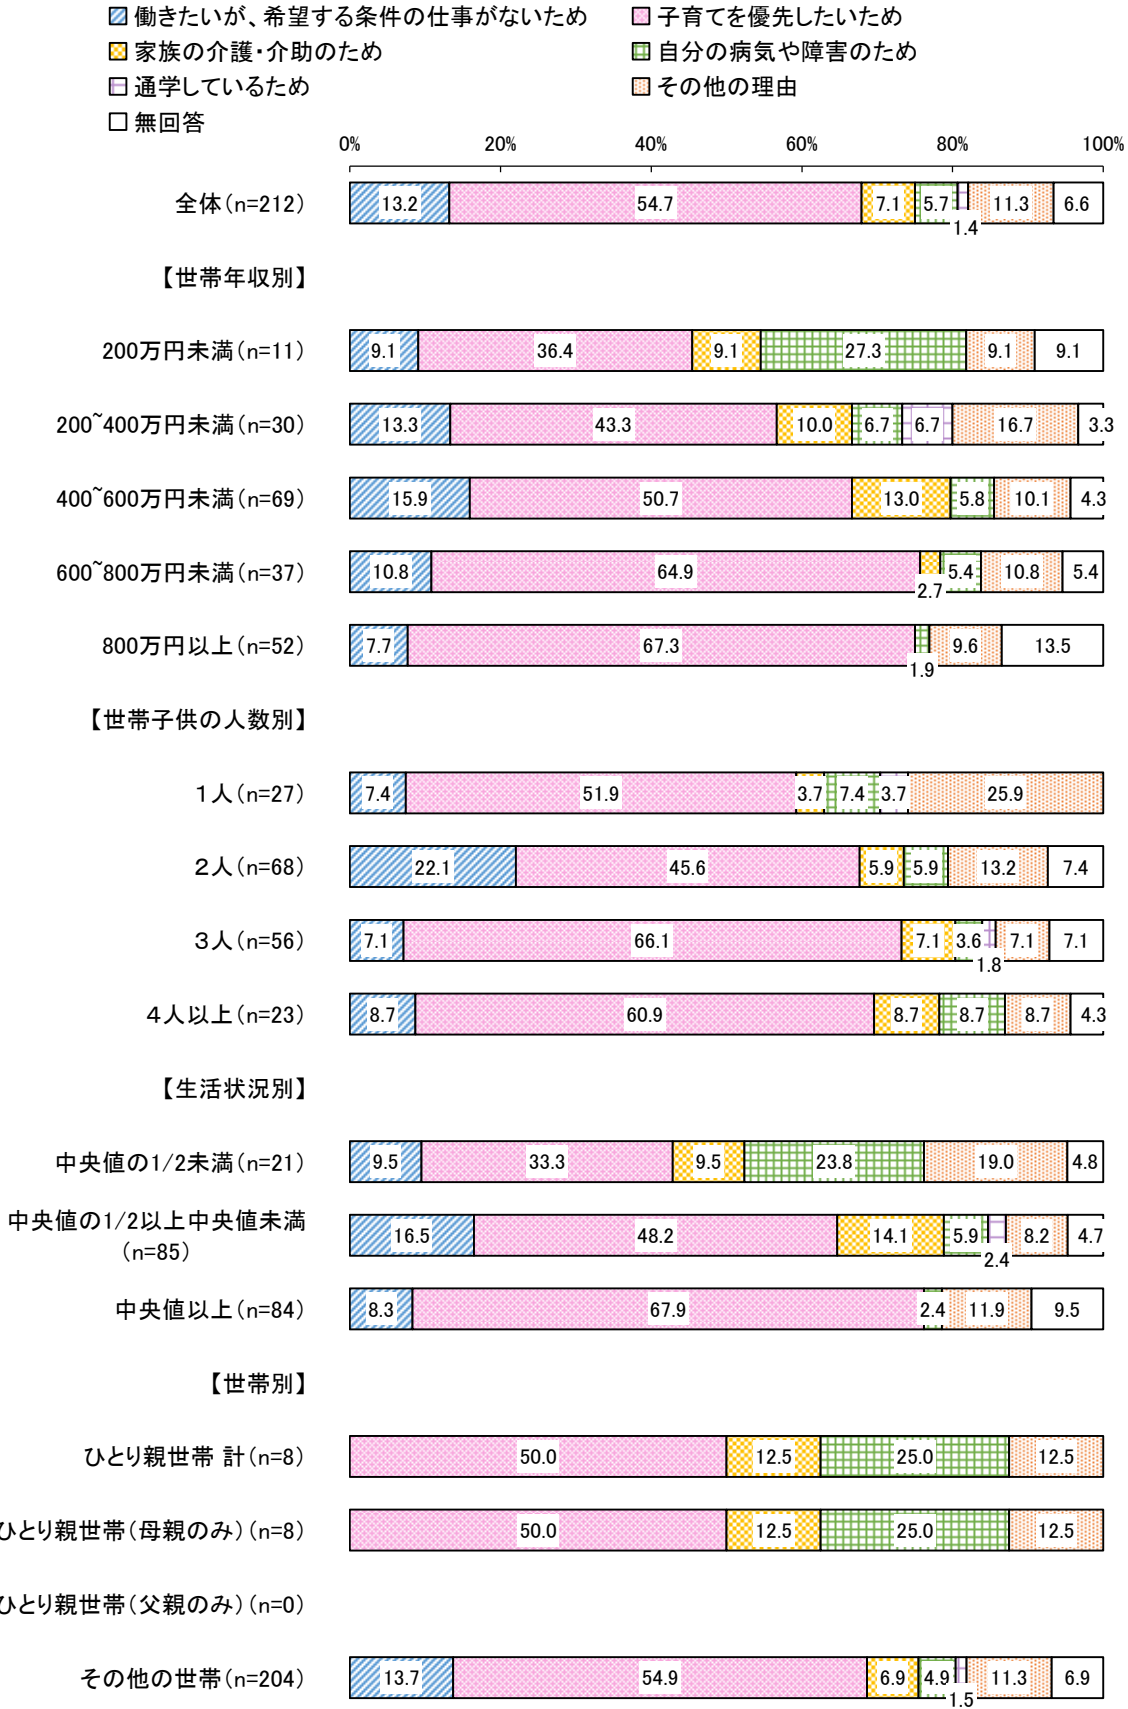 働きたいが、希望する条件の仕事がないため 子育てを優先したいため
家族の介護・介助のため 自分の病気や障害のため
通学しているため その他の理由
無回答
0% 20% 40% 60% 80% 100%
全体(n=212) 13.2 54.7 7.1 5.7 1.4 11.3 6.6
【世帯年収別】
200万円未満(n=11) 9.1 36.4 9.1 27.3 9.1 9.1
200~400万円未満(n=30) 13.3 43.3 10.0 6.7 6.7 16.7 3.3
400~600万円未満(n=69) 15.9 50.7 13.0 5.8 10.1 4.3
600~800万円未満(n=37) 10.8 64.9 2.7 5.4 10.8 5.4
800万円以上(n=52) 7.7 67.3 1.9 9.6 13.5
【世帯子供の人数別】
1人(n=27) 7.4 51.9 3.7 7.4 3.7 25.9
2人(n=68) 22.1 45.6 5.9 5.9 13.2 7.4
3人(n=56) 7.1 66.1 7.1 3.6 1.8 7.1 7.1
4人以上(n=23) 8.7 60.9 8.7 8.7 8.7 4.3
【生活状況別】
中央値の1/2未満(n=21) 9.5 33.3 9.5 23.8 19.0 4.8
中央値の1/2以上中央値未満
(n=85) 16.5 48.2 14.1 5.9 2.4 8.2 4.7
中央値以上(n=84) 8.3 67.9 2.4 11.9 9.5
【世帯別】
ひとり親世帯 計(n=8) 50.0 12.5 25.0 12.5
ひとり親世帯(母親のみ)(n=8) 50.0 12.5 25.0 12.5
ひとり親世帯(父親のみ)(n=0)
その他の世帯(n=204) 13.7 54.9 6.9 4.9 1.5 11.3 6.9